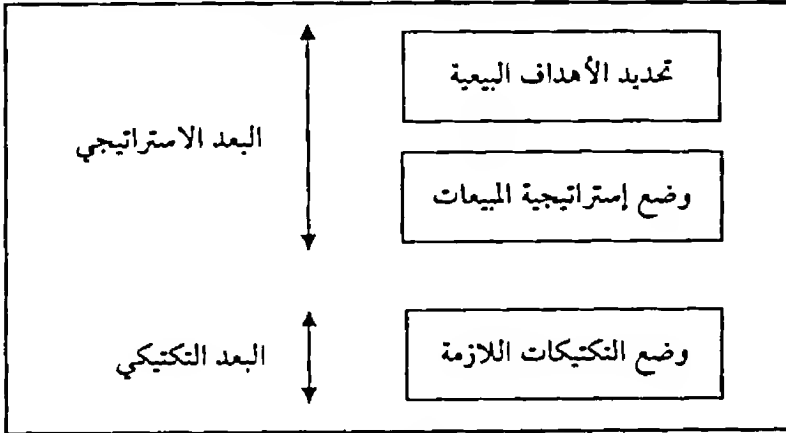 تحديد الأهداف البيعية
البعد الاستراتيجي
وضع إستراتيجية المبيعات
وضع التكتيكات اللازمة
البعد التكتيكي